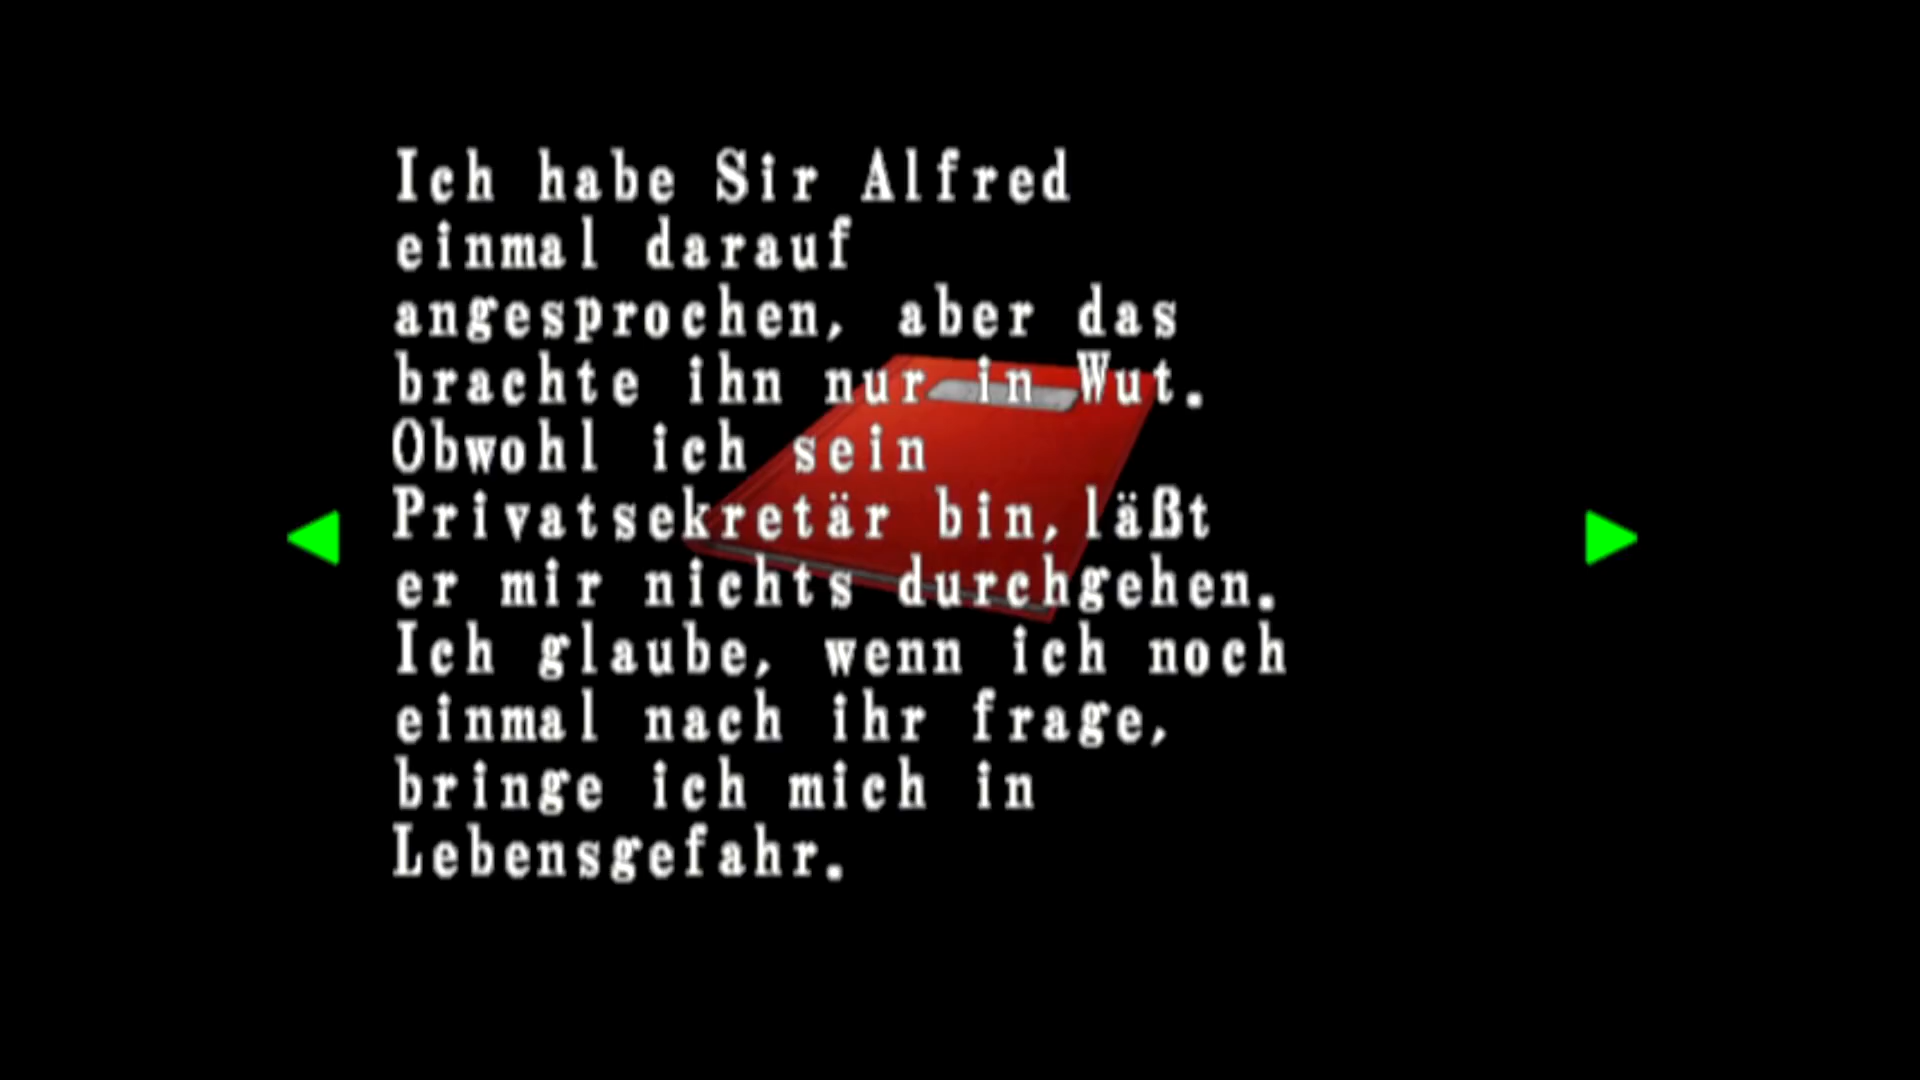 Ich habe Sir Alfred
einmal darauf
angesprochen, aber das
brachte ihn nur in Wut.
Obwohl ich sein
Privatsekretär bin, läßt
er mir nichts durchgehen.
Ich glaube, wenn ich noch
einmal nach ihr frage,
bringe ich mich in
Lebensgefahr.